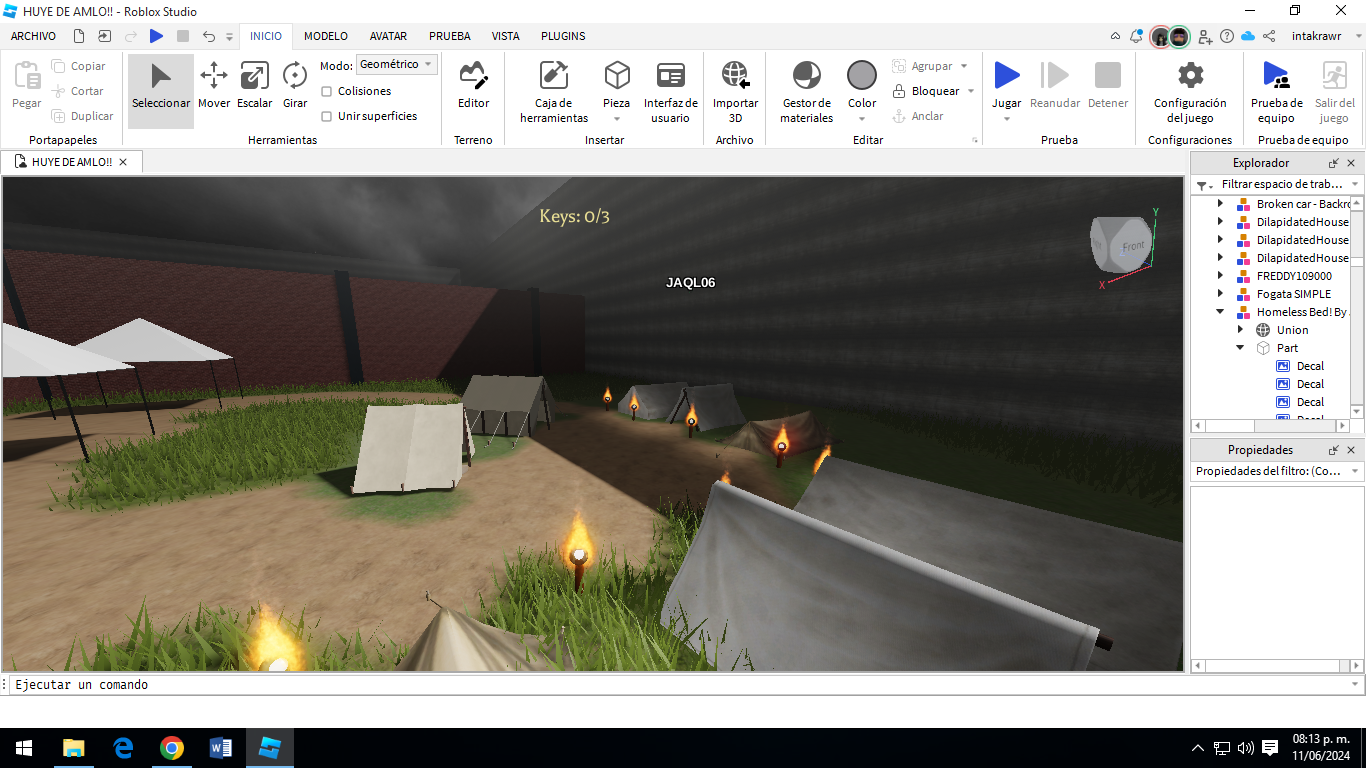 HUYE DE AMLO!! - Roblox Studio
ARCHIVO INICIO MODELO AVATAR PRUEBA VISTA PLUGINS intakrawr
Pegar
Copiar
Cortar
Duplicar
Portapapeles
Seleccionar
Mover
Escalar
Girar
Modo: Geométrico
Colisiones
Unir superficies
Herramientas
Editor
Terreno
Caja de
herramientas
Pieza
Interfaz de
usuario
Insertar
Importar
3D
Archivo
Gestor de
materiales
Color
Agrupar
Bloquear
Anclar
Editar
Jugar
Reanudar
Detener
Prueba
Configuración
del juego
Configuraciones
Prueba de
equipo
Salir del
juego
Prueba de equipo
HUYE DE AMLO!!
Keys: 0/3
JAQL06
Front
Y
X
Explorador
Filtrar espacio de trab...
Broken car - Backro
DilapidatedHouse
DilapidatedHouse
DilapidatedHouse
FREDDY109000
Fogata SIMPLE
Homeless Bed! By
Union
Part
Decal
Decal
Decal
Decal
Propiedades
Propiedades del filtro: (Co...
Ejecutar un comando
08:13 p. m.
11/06/2024